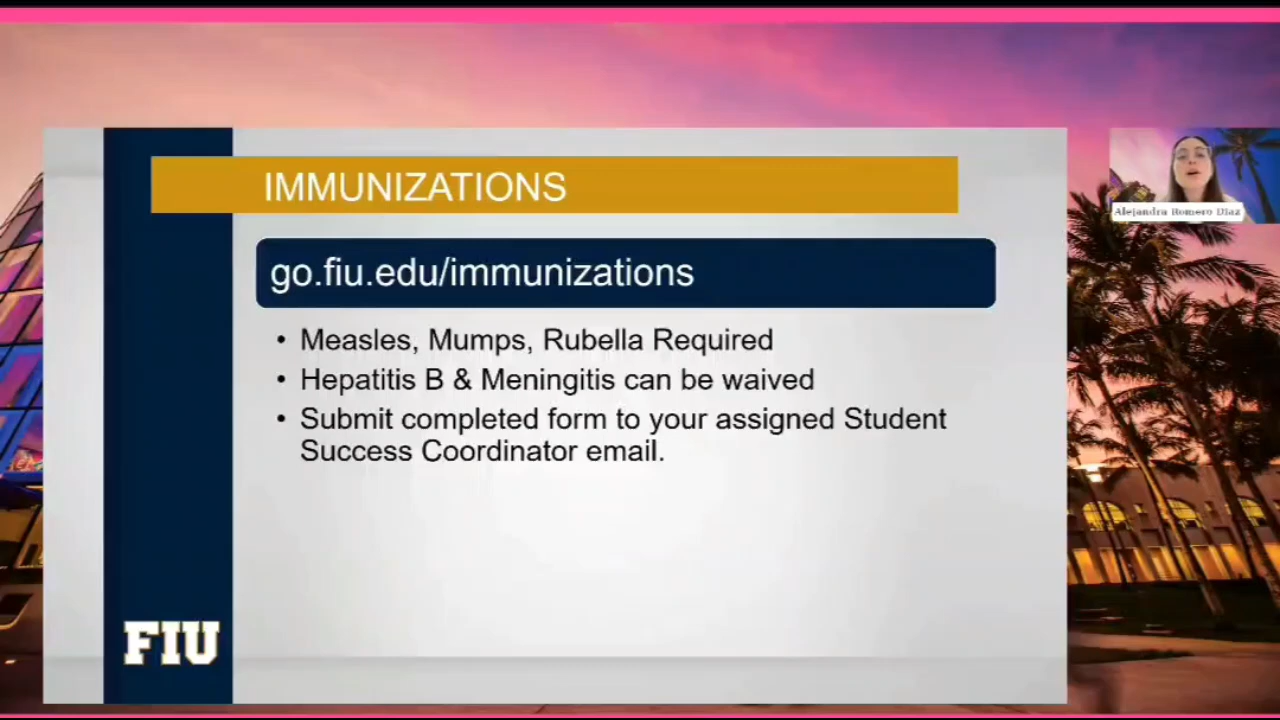 IMMUNIZATIONS
go.fiu.edu/immunizations
• Measles, Mumps, Rubella Required
• Hepatitis B & Meningitis can be waived
• Submit completed form to your assigned Student
Success Coordinator email.
FIU
Alejandra Romero Diaz